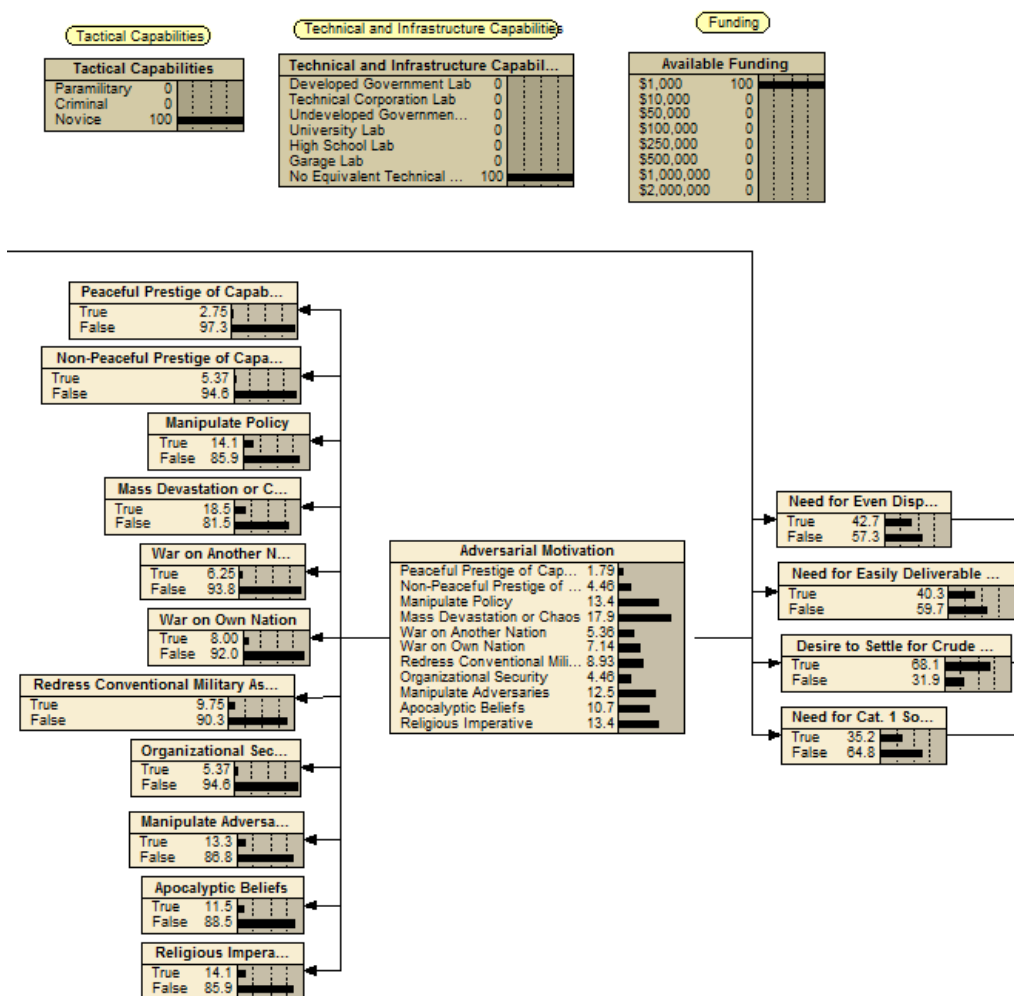 Tactical Capabilities
Technical and Infrastructure Capabilities
Funding
Tactical Capabilities
Paramilitary 0
Criminal 0
Novice 100
Technical and Infrastructure Capabil...
Developed Government Lab 0
Technical Corporation Lab 0
Undeveloped Governmen... 0
University Lab 0
High School Lab 0
Garage Lab 0
No Equivalent Technical ... 100
Available Funding
$1,000 100
$10,000 0
$50,000 0
$100,000 0
$250,000 0
$500,000 0
$1,000,000 0
$2,000,000 0
Peaceful Prestige of Capab...
True 2.75
False 97.3
Non-Peaceful Prestige of Capa...
True 5.37
False 94.6
Manipulate Policy
True 14.1
False 85.9
Mass Devastation or C...
True 18.5
False 81.5
War on Another N...
True 6.25
False 93.8
War on Own Nation
True 8.00
False 92.0
Redress Conventional Military As...
True 9.75
False 90.3
Organizational Sec...
True 5.37
False 94.6
Manipulate Adversa...
True 13.3
False 86.8
Apocalyptic Beliefs
True 11.5
False 88.5
Religious Impera...
True 14.1
False 85.9
Adversarial Motivation
Peaceful Prestige of Cap... 1.79
Non-Peaceful Prestige of ... 4.46
Manipulate Policy 13.4
Mass Devastation or Chaos 17.9
War on Another Nation 5.36
War on Own Nation 7.14
Redress Conventional Mili... 8.93
Organizational Security 4.46
Manipulate Adversaries 12.5
Apocalyptic Beliefs 10.7
Religious Imperative 13.4
Need for Even Disp...
True 42.7
False 57.3
Need for Easily Deliverable ...
True 40.3
False 59.7
Desire to Settle for Crude ...
True 68.1
False 31.9
Need for Cat. 1 So...
True 35.2
False 64.8